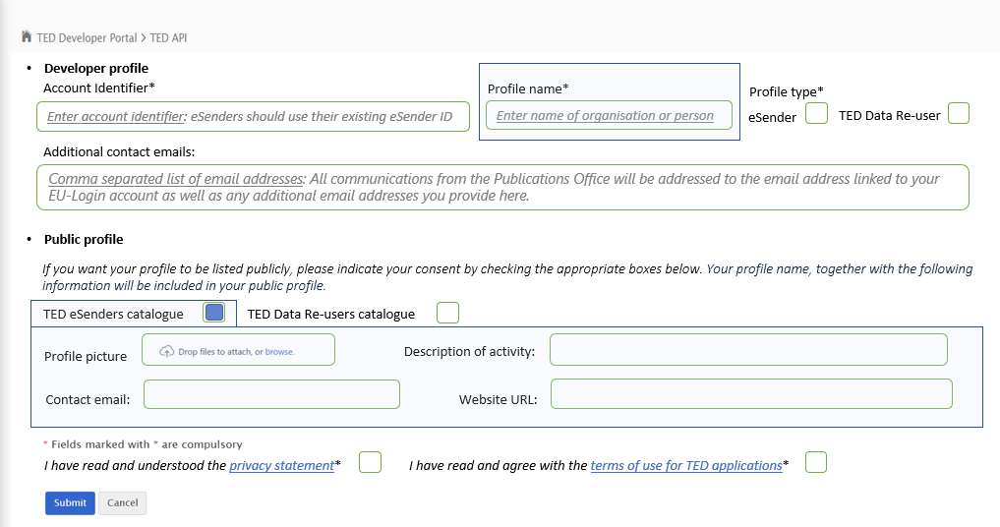 TED Developer Portal > TED API
• Developer profile
Account Identifier*
Profile name*
Profile type*
Enter account identifier: eSenders should use their existing eSender ID
Enter name of organisation or person
eSender
TED Data Re-user
Additional contact emails:
Comma separated list of email addresses: All communications from the Publications Office will be addressed to the email address linked to your
EU-Login account as well as any additional email addresses you provide here.
• Public profile
If you want your profile to be listed publicly, please indicate your consent by checking the appropriate boxes below. Your profile name, together with the following
information will be included in your public profile.
TED eSenders catalogue
TED Data Re-users catalogue
Profile picture
Drop files to attach, or browse.
Description of activity:
Contact email:
Website URL:
* Fields marked with * are compulsory
I have read and understood the privacy statement*
I have read and agree with the terms of use for TED applications*
Submit
Cancel